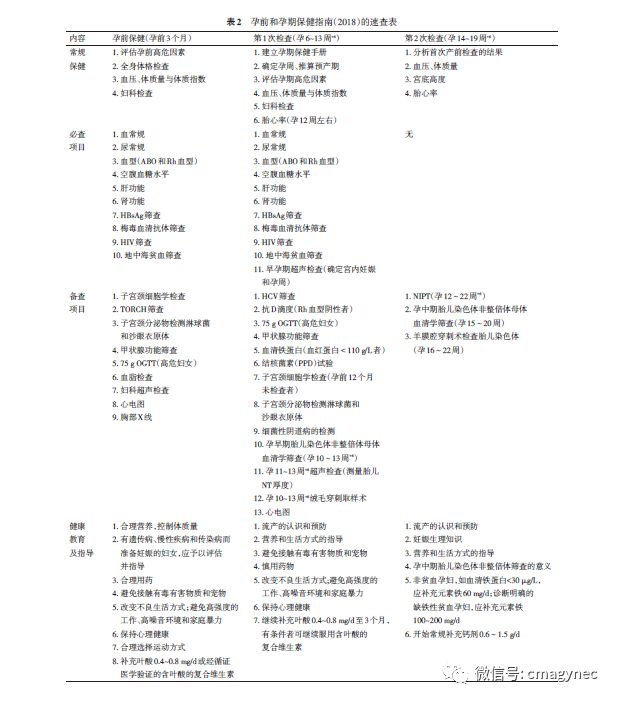 表 2 孕前和孕期保健指南(2018)的速查表
内容 孕前保健(孕前3个月) 第1次检查(孕6~13周⁺⁶) 第2次检查(孕14~19周⁺⁶)
常规 1. 评估孕前高危因素 1. 建立孕期保健手册 1. 分析首次产前检查的结果
保健 2. 全身体格检查 2. 确定孕周、推算预产期 2. 血压、体质量
3. 血压、体质量与体质指数 3. 评估孕期高危因素 3. 宫底高度
4. 妇科检查 4. 血压、体质量与体质指数 4. 胎心率
5. 妇科检查
6. 胎心率(孕12周左右)
必查 1. 血常规 1. 血常规 无
项目 2. 尿常规 2. 尿常规
3. 血型(ABO和Rh血型) 3. 血型(ABO和Rh血型)
4. 空腹血糖水平 4. 空腹血糖水平
5. 肝功能 5. 肝功能
6. 肾功能 6. 肾功能
7. HBsAg筛查 7. HBsAg筛查
8. 梅毒血清抗体筛查 8. 梅毒血清抗体筛查
9. HIV筛查 9. HIV筛查
10. 地中海贫血筛查 10. 地中海贫血筛查
11. 早孕期超声检查(确定宫内妊娠
和孕周)
备查 1. 子宫颈细胞学检查 1. HCV筛查 1. NIPT(孕12~22周⁺⁶)
项目 2. TORCH筛查 2. 抗D滴度(Rh血型阴性者) 2. 孕中期胎儿染色体非整倍体母体
3. 子宫颈分泌物检测淋球菌 3. 75 g OGTT(高危妇女) 血清学筛查(孕15~20周)
和沙眼衣原体 4. 甲状腺功能筛查 3. 羊膜腔穿刺术检查胎儿染色体
4. 甲状腺功能筛查 5. 血清铁蛋白(血红蛋白<110 g/L者) (孕16~22周)
5. 75 g OGTT(高危妇女) 6. 结核菌素(PPD)试验
6. 血脂检查 7. 子宫颈细胞学检查(孕前12个月
7. 妇科超声检查 未检查者)
8. 心电图 8. 子宫颈分泌物检测淋球菌和
9. 胸部X线 沙眼衣原体
9. 细菌性阴道病的检测
10. 孕早期胎儿染色体非整倍体母体
血清学筛查(孕10~13周⁺⁶)
11. 孕11~13周⁺⁶超声检查(测量胎儿
NT厚度)
12. 孕10~13周⁺⁶绒毛穿刺取样术
13. 心电图
健康 1. 合理营养,控制体质量 1. 流产的认识和预防 1. 流产的认识和预防
教育 2. 有遗传病、慢性疾病和传染病而 2. 营养和生活方式的指导 2. 妊娠生理知识
及指导 准备妊娠的妇女,应予以评估 3. 避免接触有毒有害物质和宠物 3. 营养和生活方式的指导
并指导 4. 慎用药物 4. 孕中期胎儿染色体非整倍体筛查的意义
3. 合理用药 5. 改变不良生活方式;避免高强度的 5. 非贫血孕妇,如血清铁蛋白<30 μg/L,
4. 避免接触有毒有害物质和宠物 工作、高噪音环境和家庭暴力 应补充元素铁60 mg/d;诊断明确的
5. 改变不良生活方式;避免高强度的 6. 保持心理健康 缺铁性贫血孕妇,应补充元素铁
工作、高噪音环境和家庭暴力 7. 继续补充叶酸0.4~0.8 mg/d至3个月, 100~200 mg/d
6. 保持心理健康 有条件者可继续服用含叶酸的 6. 开始常规补充钙剂0.6~1.5 g/d
7. 合理选择运动方式 复合维生素
8. 补充叶酸0.4~0.8 mg/d或经循证
医学验证的含叶酸的复合维生素
微信号: cmagynec